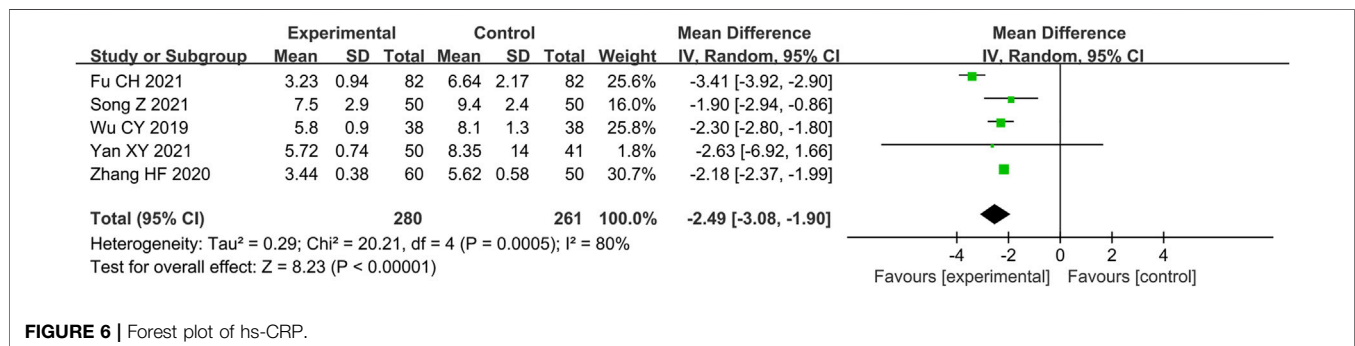 Experimental Control Mean Difference Mean Difference
Study or Subgroup Mean SD Total Mean SD Total Weight IV, Random, 95% CI IV, Random, 95% CI
Fu CH 2021 3.23 0.94 82 6.64 2.17 82 25.6% -3.41 [-3.92, -2.90]
Song Z 2021 7.5 2.9 50 9.4 2.4 50 16.0% -1.90 [-2.94, -0.86]
Wu CY 2019 5.8 0.9 38 8.1 1.3 38 25.8% -2.30 [-2.80, -1.80]
Yan XY 2021 5.72 0.74 50 8.35 14 41 1.8% -2.63 [-6.92, 1.66]
Zhang HF 2020 3.44 0.38 60 5.62 0.58 50 30.7% -2.18 [-2.37, -1.99]
Total (95% CI) 280 261 100.0% -2.49 [-3.08, -1.90]
Heterogeneity: Tau² = 0.29; Chi² = 20.21, df = 4 (P = 0.0005); I² = 80%
Test for overall effect: Z = 8.23 (P < 0.00001)
-4 -2 0 2 4
Favours [experimental] Favours [control]
FIGURE 6 | Forest plot of hs-CRP.